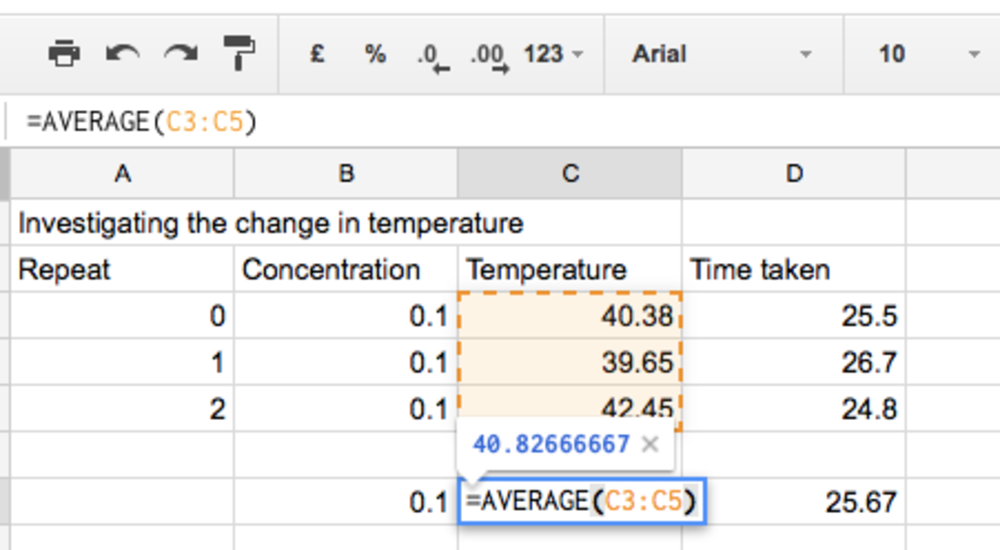 £ % .0 .00 123 Arial 10
=AVERAGE(C3:C5)
A B C D
Investigating the change in temperature
Repeat Concentration Temperature Time taken
0 0.1 40.38 25.5
1 0.1 39.65 26.7
2 0.1 42.45 24.8
40.82666667 ×
0.1 =AVERAGE(C3:C5) 25.67